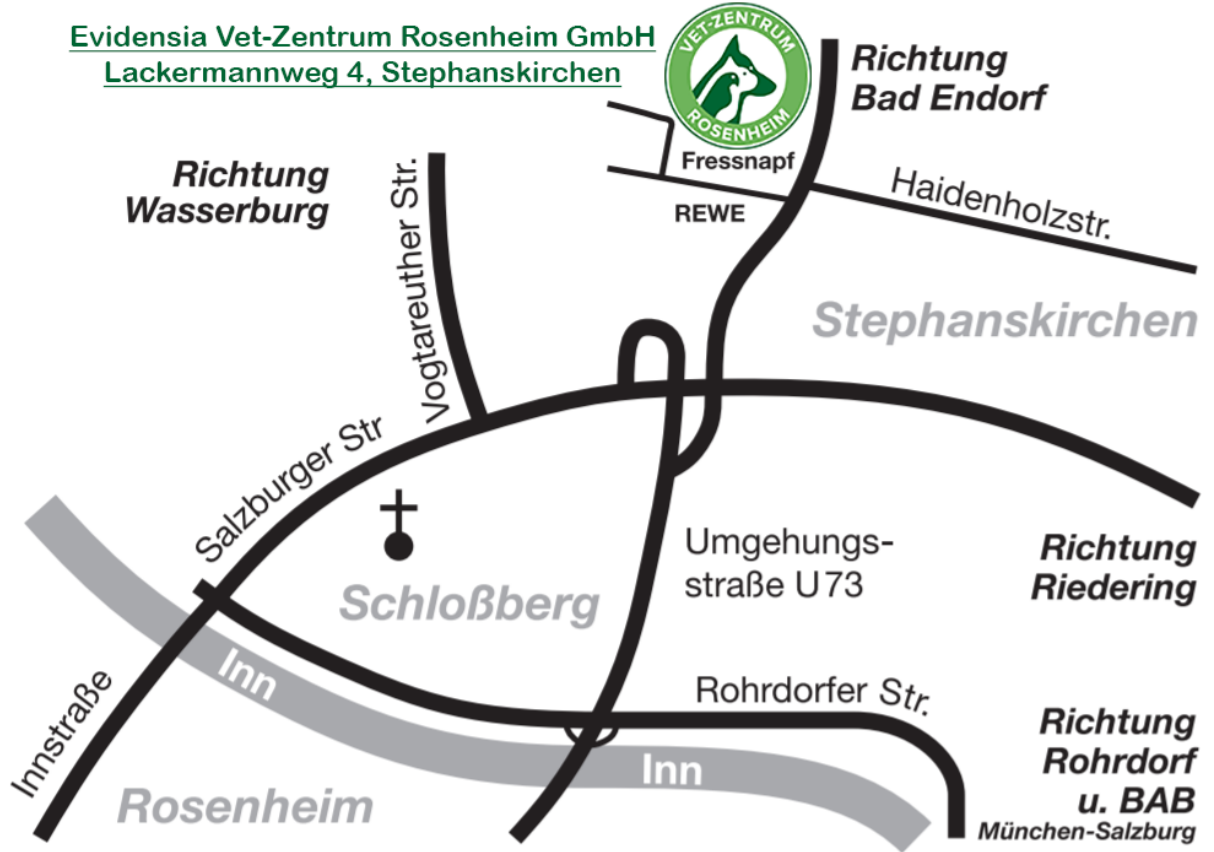 Evidensia Vet-Zentrum Rosenheim GmbH
Lackermannweg 4, Stephanskirchen
VET-ZENTRUM
ROSENHEIM
Richtung
Bad Endorf
Fressnapf
REWE
Haidenholzstr.
Richtung
Wasserburg
Vogtareuther Str.
Stephanskirchen
Salzburger Str
Schloßberg
Umgehungs-
straße U73
Richtung
Riedering
Inn
Innstraße
Rohrdorfer Str.
Inn
Rosenheim
Richtung
Rohrdorf
u. BAB
München-Salzburg